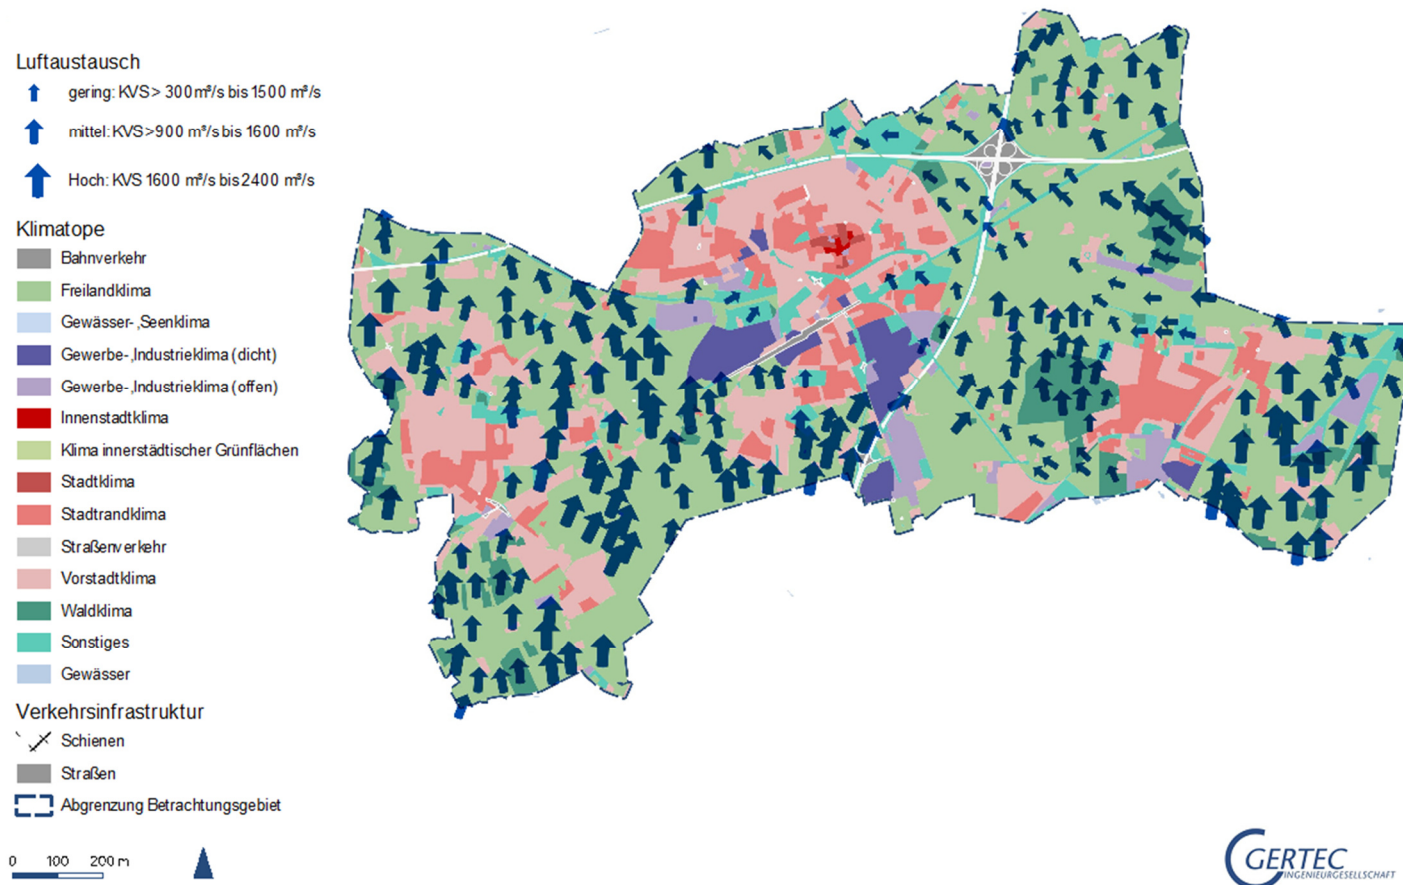 Luftaustausch
gering: KVS > 300 m³/s bis 1500 m³/s
mittel: KVS >900 m³/s bis 1600 m³/s
Hoch: KVS 1600 m³/s bis 2400 m³/s
Klimatope
Bahnverkehr
Freilandklima
Gewässer-,Seenklima
Gewerbe-,Industrieklima (dicht)
Gewerbe-,Industrieklima (offen)
Innenstadtklima
Klima innerstädtischer Grünflächen
Stadtklima
Stadtrandklima
Straßenverkehr
Vorstadtklima
Waldklima
Sonstiges
Gewässer
Verkehrsinfrastruktur
Schienen
Straßen
Abgrenzung Betrachtungsgebiet
0 100 200 m
GERTEC
INGENIEURGESELLSCHAFT